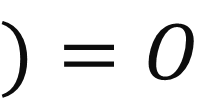 ) = O